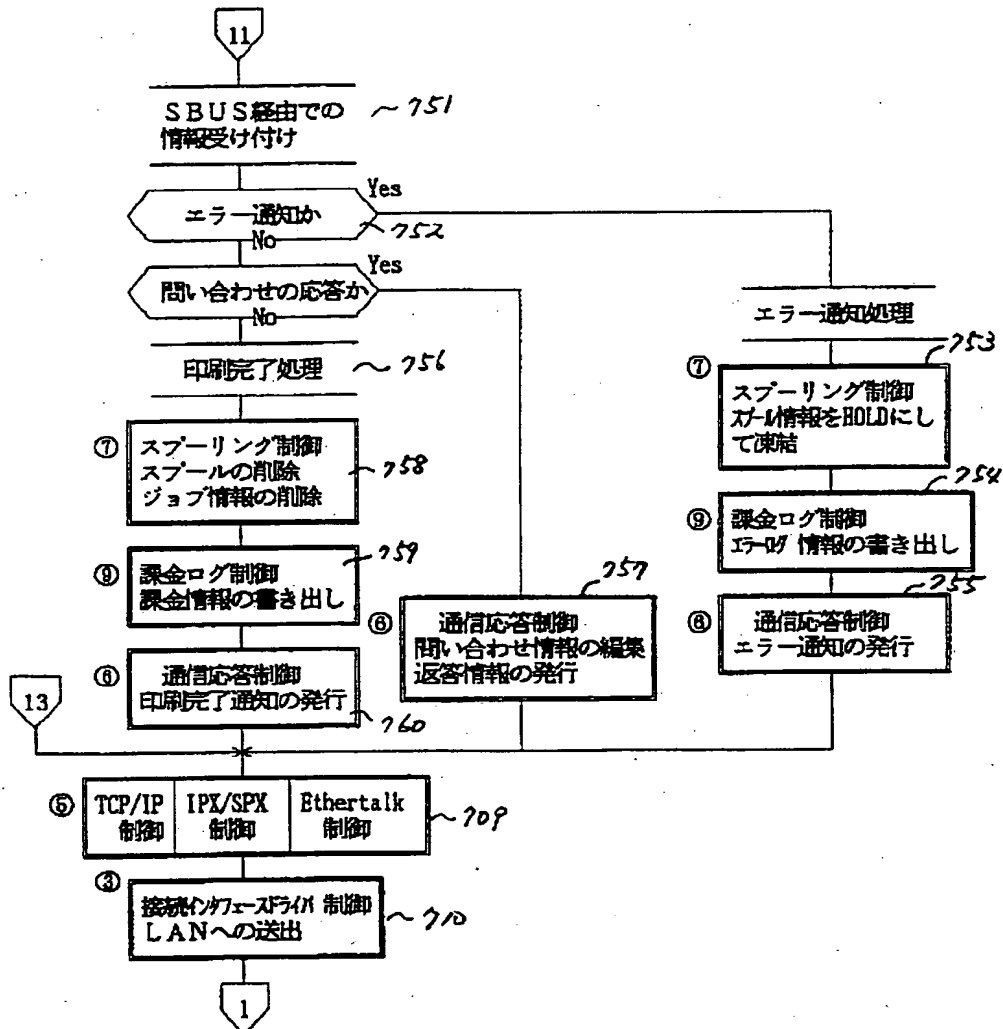 11
SBUS経由での
情報受け付け
~751
Yes
エラー通知か
752
No
Yes
問い合わせの応答か
No
印刷完了処理
~756
⑦
スプーリング制御
スプールの削除
ジョブ情報の削除
758
⑨
課金ログ制御
課金情報の書き出し
759
⑥
通信応答制御
印刷完了通知の発行
760
⑥
通信応答制御
問い合わせ情報の編集
返答情報の発行
757
エラー通知処理
⑦
スプーリング制御
スプール情報をHOLDにし
て凍結
753
⑨
課金ログ制御
エラーログ 情報の書き出し
754
⑥
通信応答制御
エラー通知の発行
755
13
⑤
TCP/IP
制御
IPX/SPX
制御
Ethertalk
制御
~709
③
接続インタフェースドライバ 制御
LANへの送出
~710
1